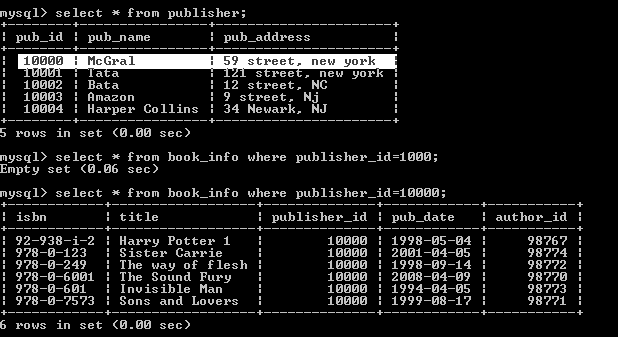 mysql> select * from publisher;
+--------+----------------+---------------------+
| pub_id | pub_name       | pub_address         |
+--------+----------------+---------------------+
|  10000 | McGral         | 59 street, new york |
|  10001 | Tata           | 121 street, new york |
|  10002 | Bata           | 12 street, NC       |
|  10003 | Amazon         | 9 street, Nj        |
|  10004 | Harper Collins | 34 Newark, NJ       |
+--------+----------------+---------------------+
5 rows in set (0.00 sec)
mysql> select * from book_info where publisher_id=1000;
Empty set (0.06 sec)
mysql> select * from book_info where publisher_id=10000;
+------------+------------------+--------------+------------+-----------+
| isbn       | title            | publisher_id | pub_date   | author_id |
+------------+------------------+--------------+------------+-----------+
| 92-938-i-2 | Harry Potter 1   |        10000 | 1998-05-04 |     98767 |
| 978-0-123  | Sister Carrie    |        10000 | 2001-04-05 |     98774 |
| 978-0-249  | The way of flesh |        10000 | 1998-09-14 |     98772 |
| 978-0-6001 | The Sound Fury   |        10000 | 2008-04-09 |     98770 |
| 978-0-601  | Invisible Man    |        10000 | 1994-04-05 |     98773 |
| 978-0-7573 | Sons and Lovers  |        10000 | 1999-08-17 |     98771 |
+------------+------------------+--------------+------------+-----------+
6 rows in set (0.00 sec)